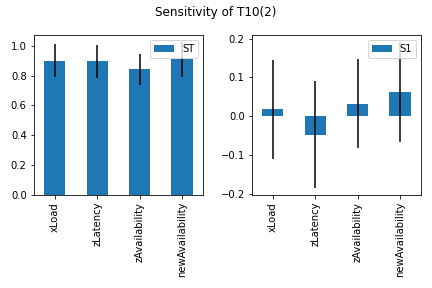 Sensitivity of T10(2)
ST
1.0
0.8
0.6
0.4
0.2
0.0
xLoad
zLatency
zAvailability
newAvailability
S1
0.2
0.1
0.0
−0.1
−0.2
xLoad
zLatency
zAvailability
newAvailability